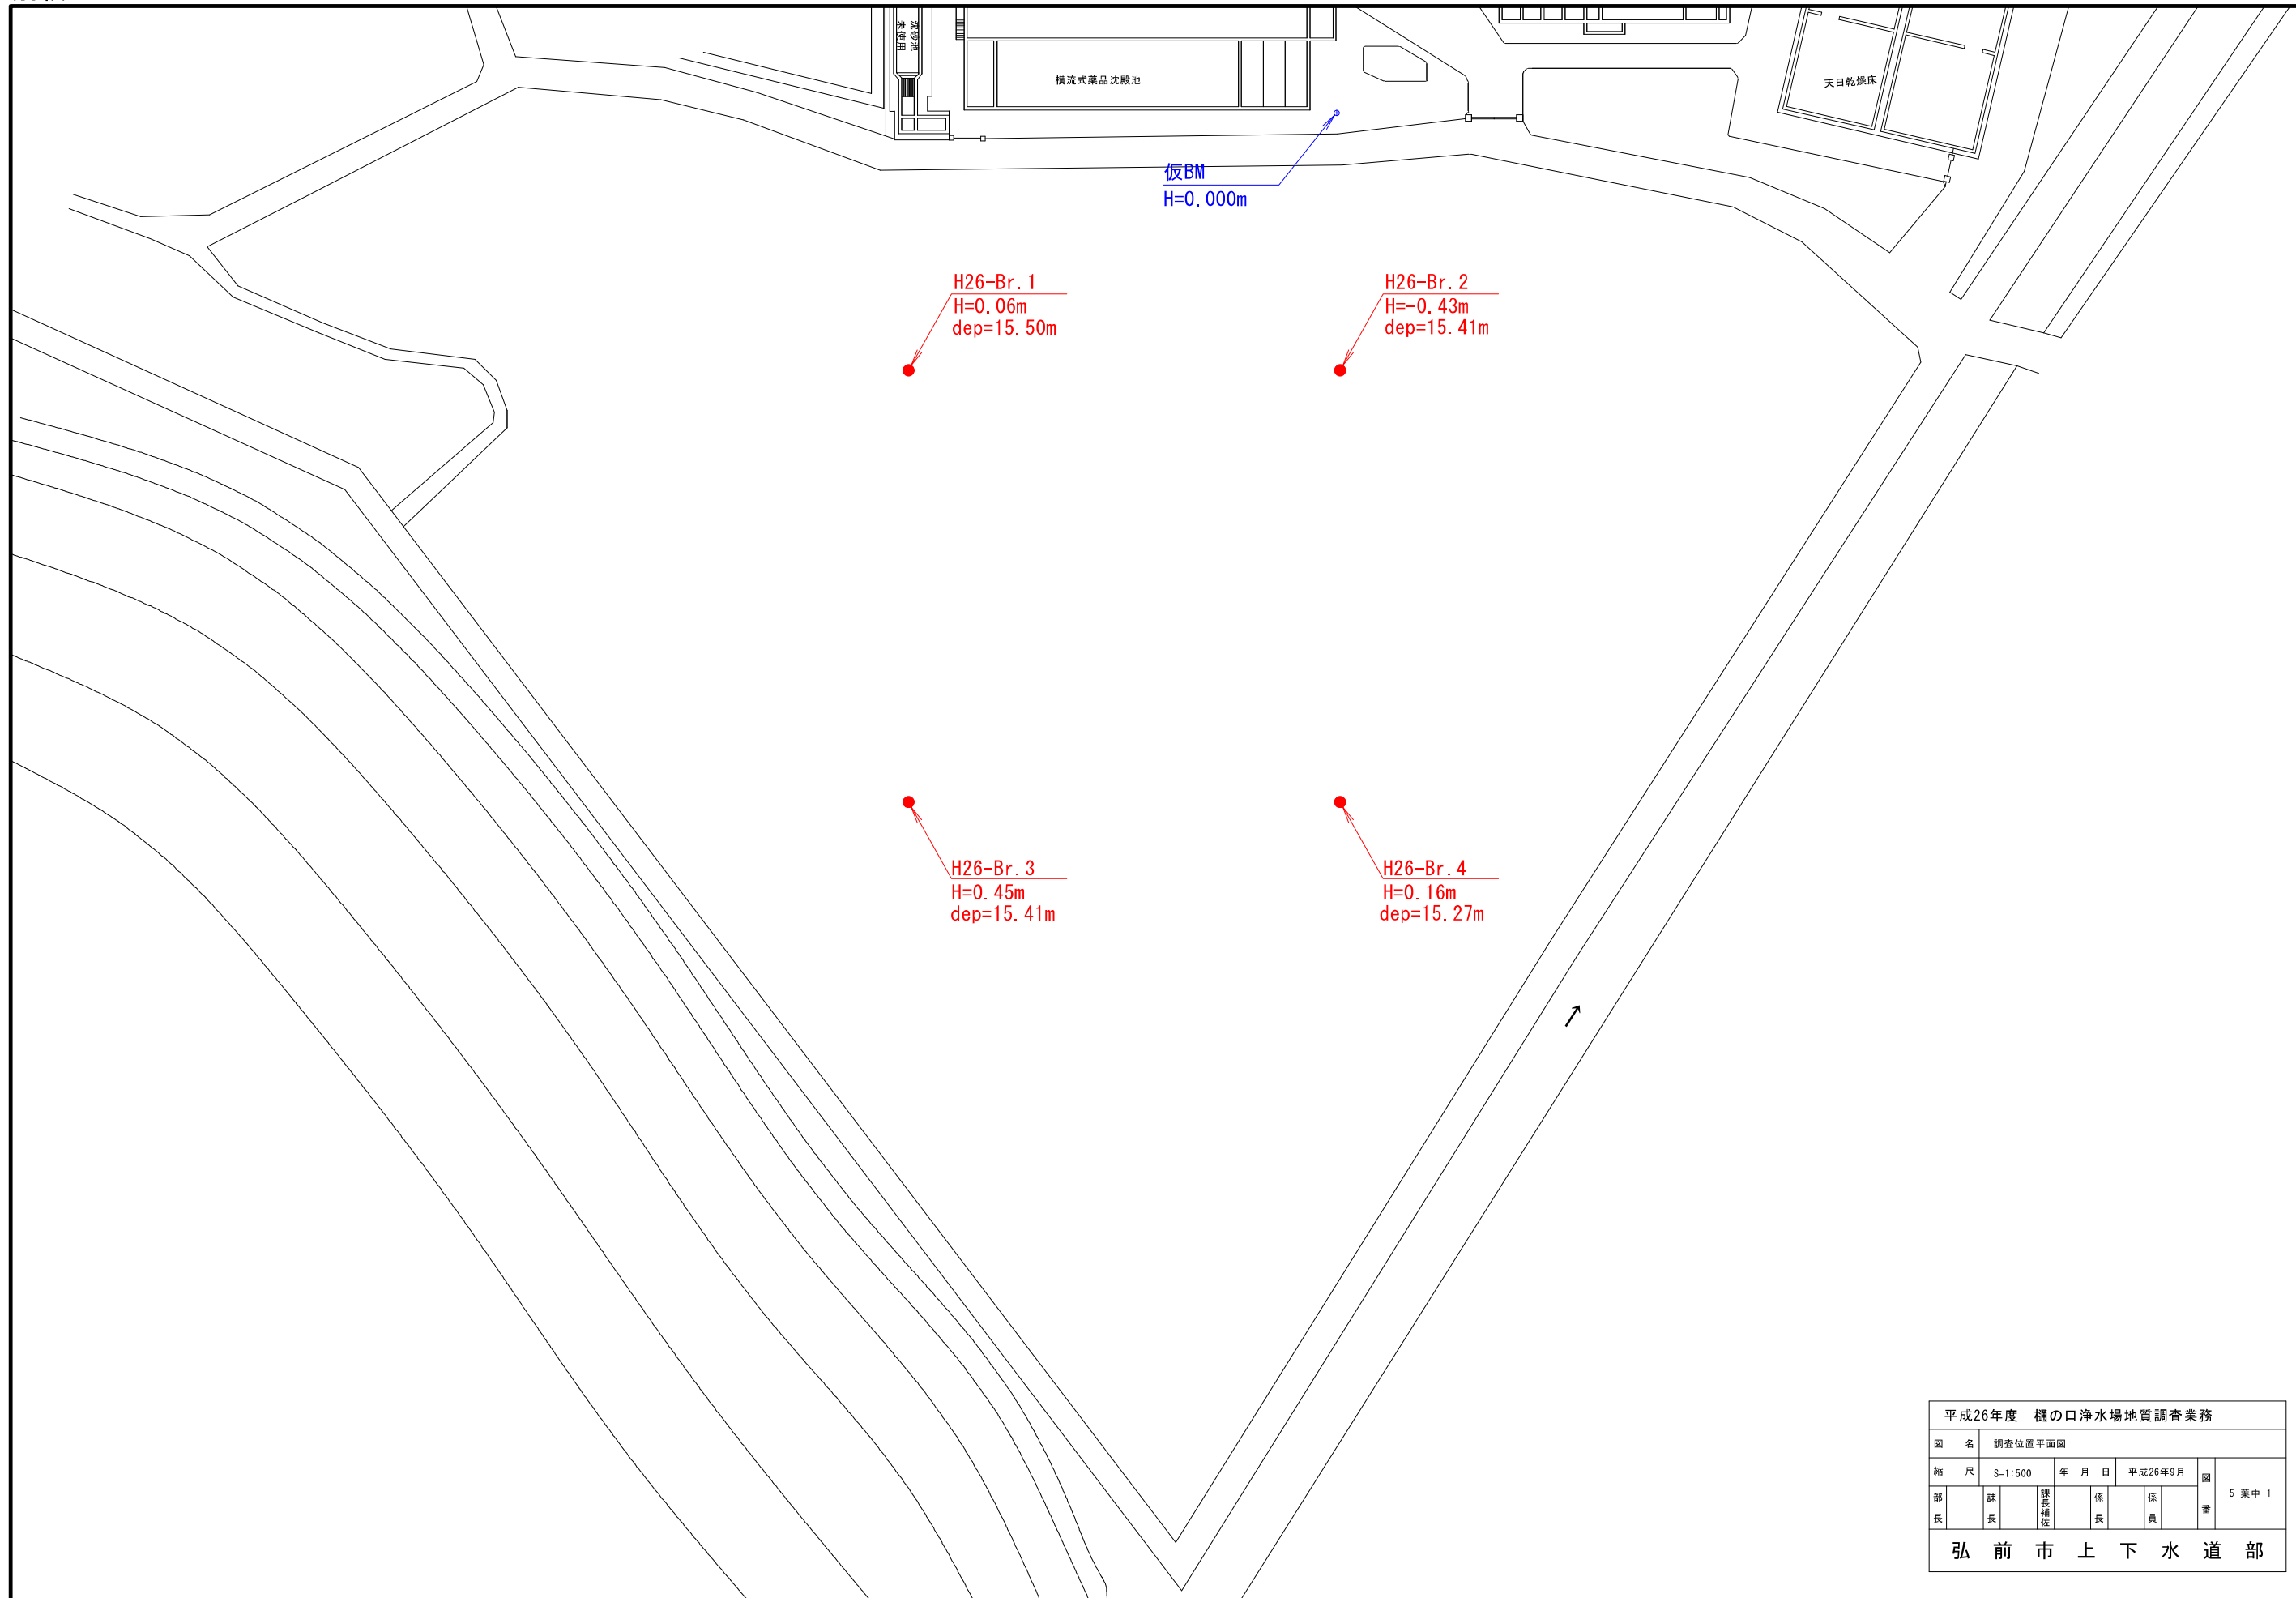 沈砂池
未使用
横流式薬品沈殿池
天日乾燥床
仮BM
H=0.000m
H26-Br.1
H=0.06m
dep=15.50m
H26-Br.2
H=-0.43m
dep=15.41m
H26-Br.3
H=0.45m
dep=15.41m
H26-Br.4
H=0.16m
dep=15.27m
平成26年度 樋の口浄水場地質調査業務
図 名 調査位置平面図
縮 尺 S=1:500 年 月 日 平成26年9月 図番 5 葉中 1
部長 課長 課長補佐 係長 係員
弘前市上下水道部